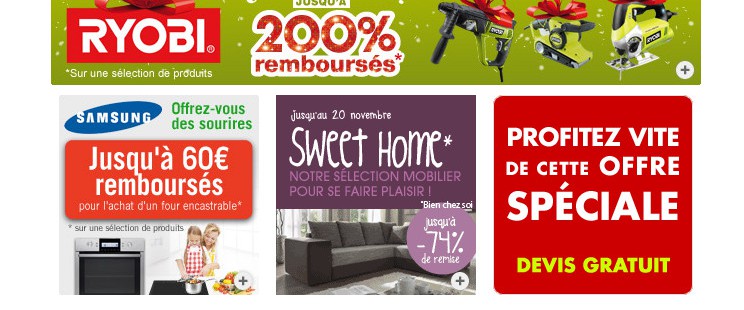 JUSQU'À
RYOBI
200%
remboursés*
*Sur une sélection de produits
SAMSUNG
Offrez-vous
des sourires
Jusqu'à 60€
remboursés
pour l'achat d'un four encastrable*
* sur une sélection de produits
jusqu'au 20 novembre
SWEET HOME*
NOTRE SÉLECTION MOBILIER
POUR SE FAIRE PLAISIR !
*Bien chez soi
jusqu'à
-74%
de remise
PROFITEZ VITE
DE CETTE OFFRE
SPÉCIALE
DEVIS GRATUIT